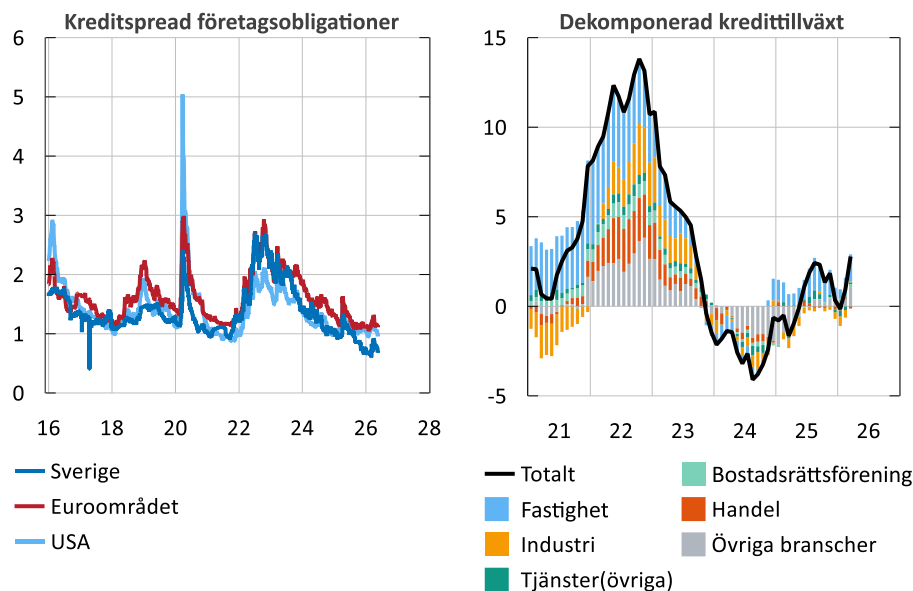 Kreditspread företagsobligationer
6
5
4
3
2
1
0
16 18 20 22 24 26 28
Sverige
Euroområdet
USA
Dekomponerad kredittillväxt
15
10
5
0
-5
21 22 23 24 25 26
Totalt
Fastighet
Industri
Tjänster(övriga)
Bostadsrättsförening
Handel
Övriga branscher